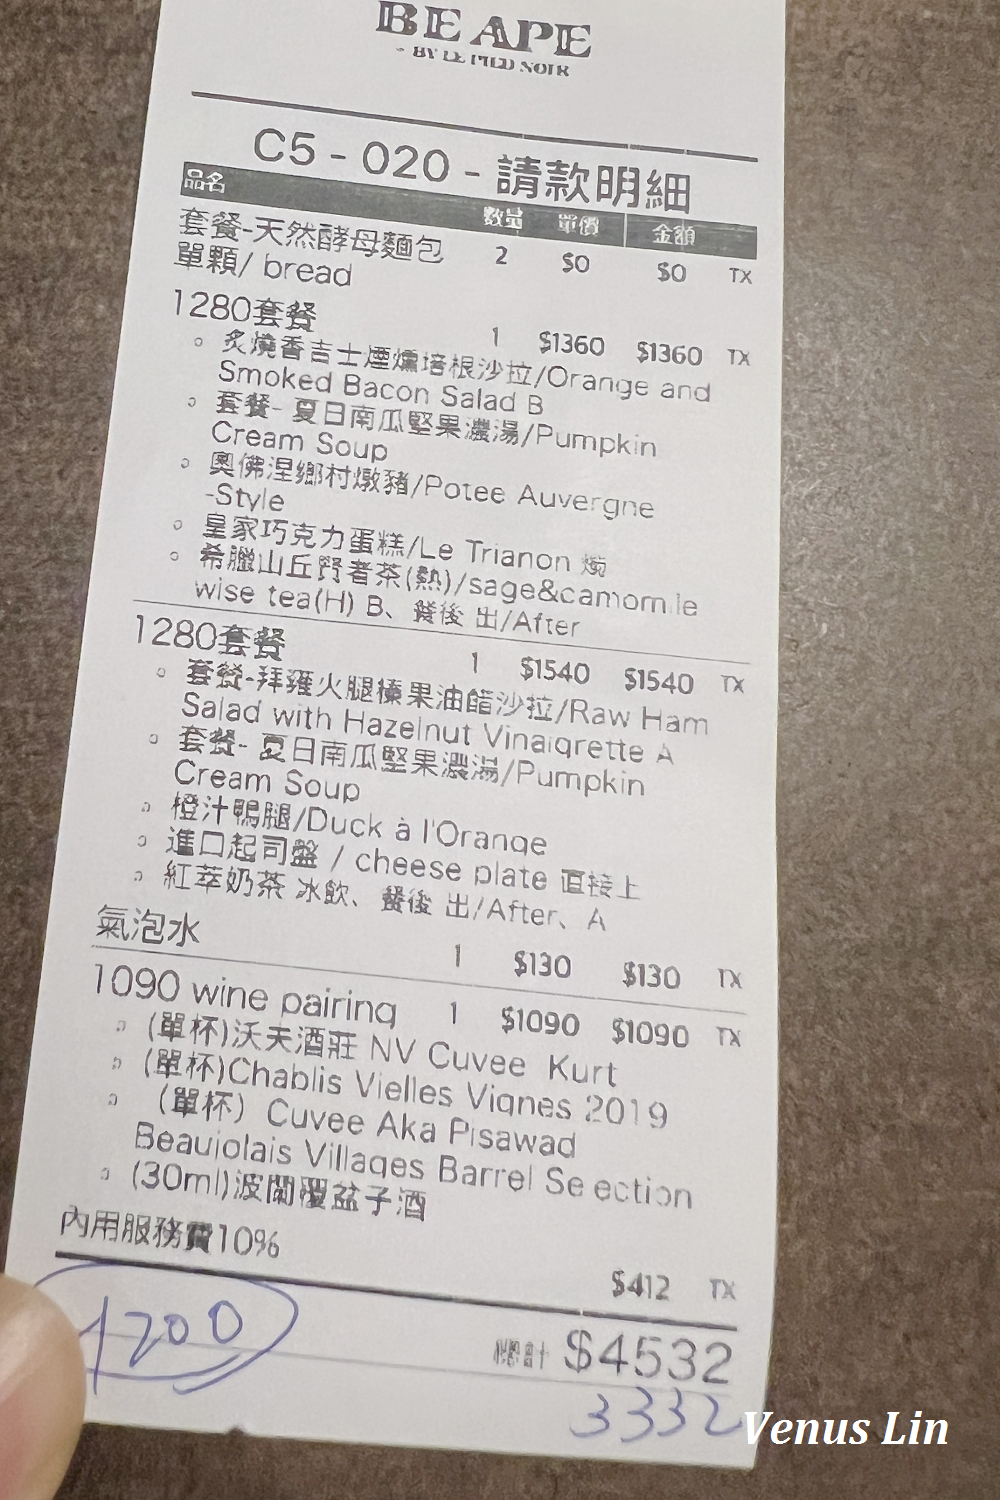 BEAPE
- BY LE PIED NOIR
C5 - 020 - 請款明細
品名 數量 單價 金額
套餐-天然酵母麵包 2 $0 $0 TX
單顆/ bread
1280套餐 1 $1360 $1360 TX
炙燒香吉士煙燻培根沙拉/Orange and
Smoked Bacon Salad B
套餐- 夏日南瓜堅果濃湯/Pumpkin
Cream Soup
奧佛涅鄉村燉豬/Potee Auvergne
-Style
皇家巧克力蛋糕/Le Trianon
希臘山丘賢者茶(熱)/sage&camomile
wise tea(H) B、餐後 出/After
1280套餐 1 $1540 $1540 TX
套餐-拜雍火腿榛果油醋沙拉/Raw Ham
Salad with Hazelnut Vinaigrette A
套餐- 夏日南瓜堅果濃湯/Pumpkin
Cream Soup
橙汁鴨腿/Duck à l'Orange
進口起司盤 / cheese plate 直接上
紅萃奶茶 冰飲、餐後 出/After、A
氣泡水 1 $130 $130 TX
1090 wine pairing 1 $1090 $1090 TX
(單杯)沃夫酒莊 NV Cuvee Kurt
(單杯)Chablis Vielles Vignes 2019
(單杯) Cuvee Aka Pisawad
Beaujolais Villages Barrel Selection
(30ml)波蘭覆盆子酒
內用服務費10%
$412 TX
總計 $4532
1200
3332
Venus Lin